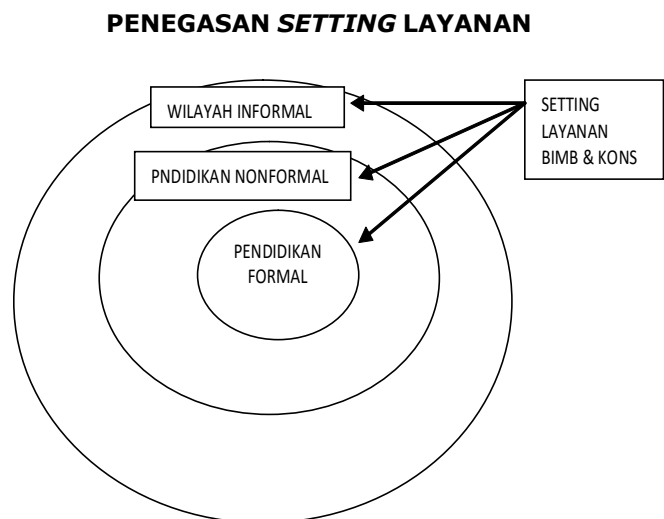 PENEGASAN SETTING LAYANAN
WILAYAH INFORMAL
PNDIDIKAN NONFORMAL
PENDIDIKAN
FORMAL
SETTING
LAYANAN
BIMB & KONS